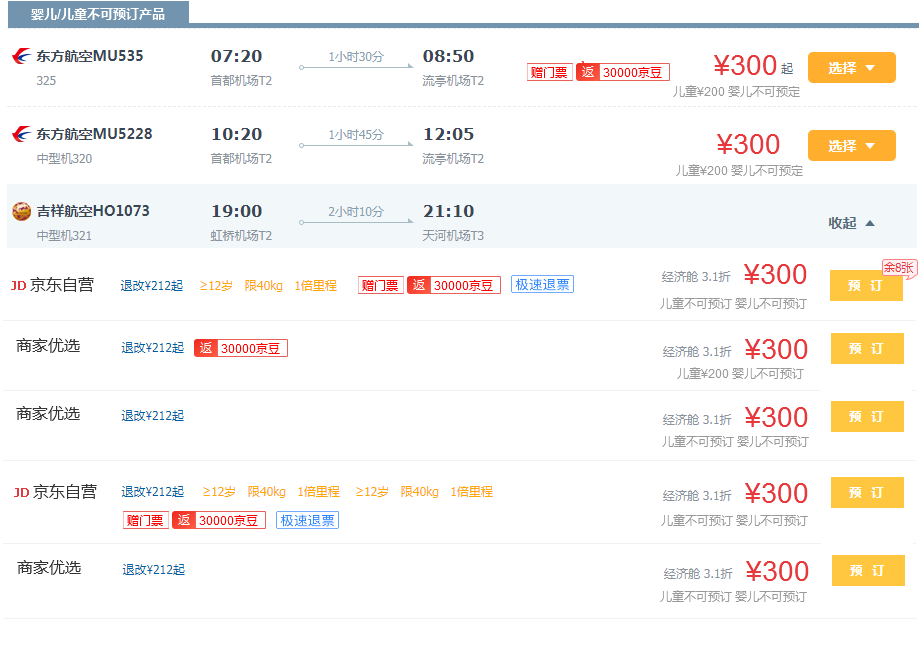 婴儿/儿童不可预订产品
东方航空MU535 07:20 1小时30分 08:50 赠门票 返 30000京豆 ¥300 起 选择
325 首都机场T2 流亭机场T2 儿童¥200 婴儿不可预定
东方航空MU5228 10:20 1小时45分 12:05 ¥300 选择
中型机320 首都机场T2 流亭机场T2 儿童¥200 婴儿不可预定
吉祥航空HO1073 19:00 2小时10分 21:10 收起
中型机321 虹桥机场T2 天河机场T3
余8张
JD 京东自营 退改¥212起 ≥12岁 限40kg 1倍里程 赠门票 返 30000京豆 极速退票 经济舱 3.1折 ¥300 预 订
儿童不可预订 婴儿不可预订
商家优选 退改¥212起 返 30000京豆 经济舱 3.1折 ¥300 预 订
儿童¥200 婴儿不可预订
商家优选 退改¥212起 经济舱 3.1折 ¥300 预 订
儿童不可预订 婴儿不可预订
JD 京东自营 退改¥212起 ≥12岁 限40kg 1倍里程 ≥12岁 限40kg 1倍里程 经济舱 3.1折 ¥300 预 订
赠门票 返 30000京豆 极速退票 儿童不可预订 婴儿不可预订
商家优选 退改¥212起 经济舱 3.1折 ¥300 预 订
儿童不可预订 婴儿不可预订